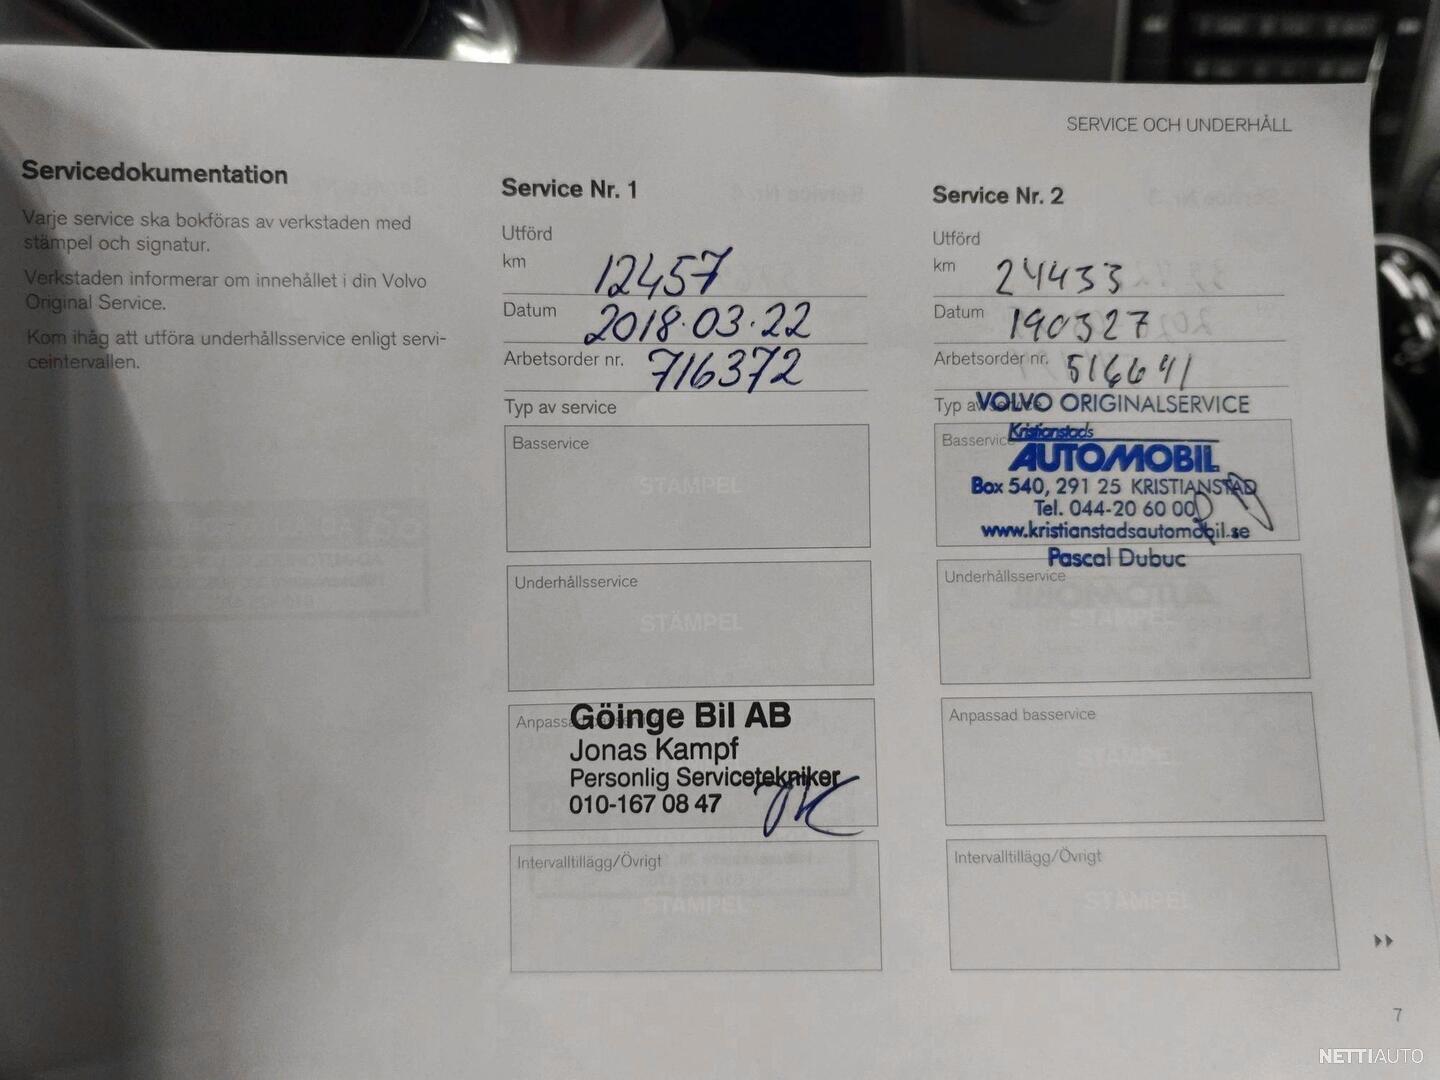 SERVICE OCH UNDERHÅLL
Servicedokumentation
Varje service ska bokföras av verkstaden med
stämpel och signatur.
Verkstaden informerar om innehållet i din Volvo
Original Service.
Kom ihåg att utföra underhållsservice enligt servi-
ceintervallen.
Service Nr. 1
Utförd
km 12457
Datum 2018.03.22
Arbetsorder nr. 716372
Typ av service
Basservice
STÄMPEL
Underhållsservice
STÄMPEL
Göinge Bil AB
Jonas Kampf
Personlig Servicetekniker
010-167 08 47
Intervalltillägg/Övrigt
STÄMPEL
Service Nr. 2
Utförd
km 24433
Datum 190327
Arbetsorder nr. 516641
Typ av service
VOLVO ORIGINALSERVICE
Basservice
Kristianstads
AUTOMOBIL
Box 540, 291 25 KRISTIANSTAD
Tel. 044-20 60 00
www.kristianstadsautomobil.se
Pascal Dubuc
Underhållsservice
STÄMPEL
Anpassad basservice
STÄMPEL
Intervalltillägg/Övrigt
STÄMPEL
7
NETTIAUTO